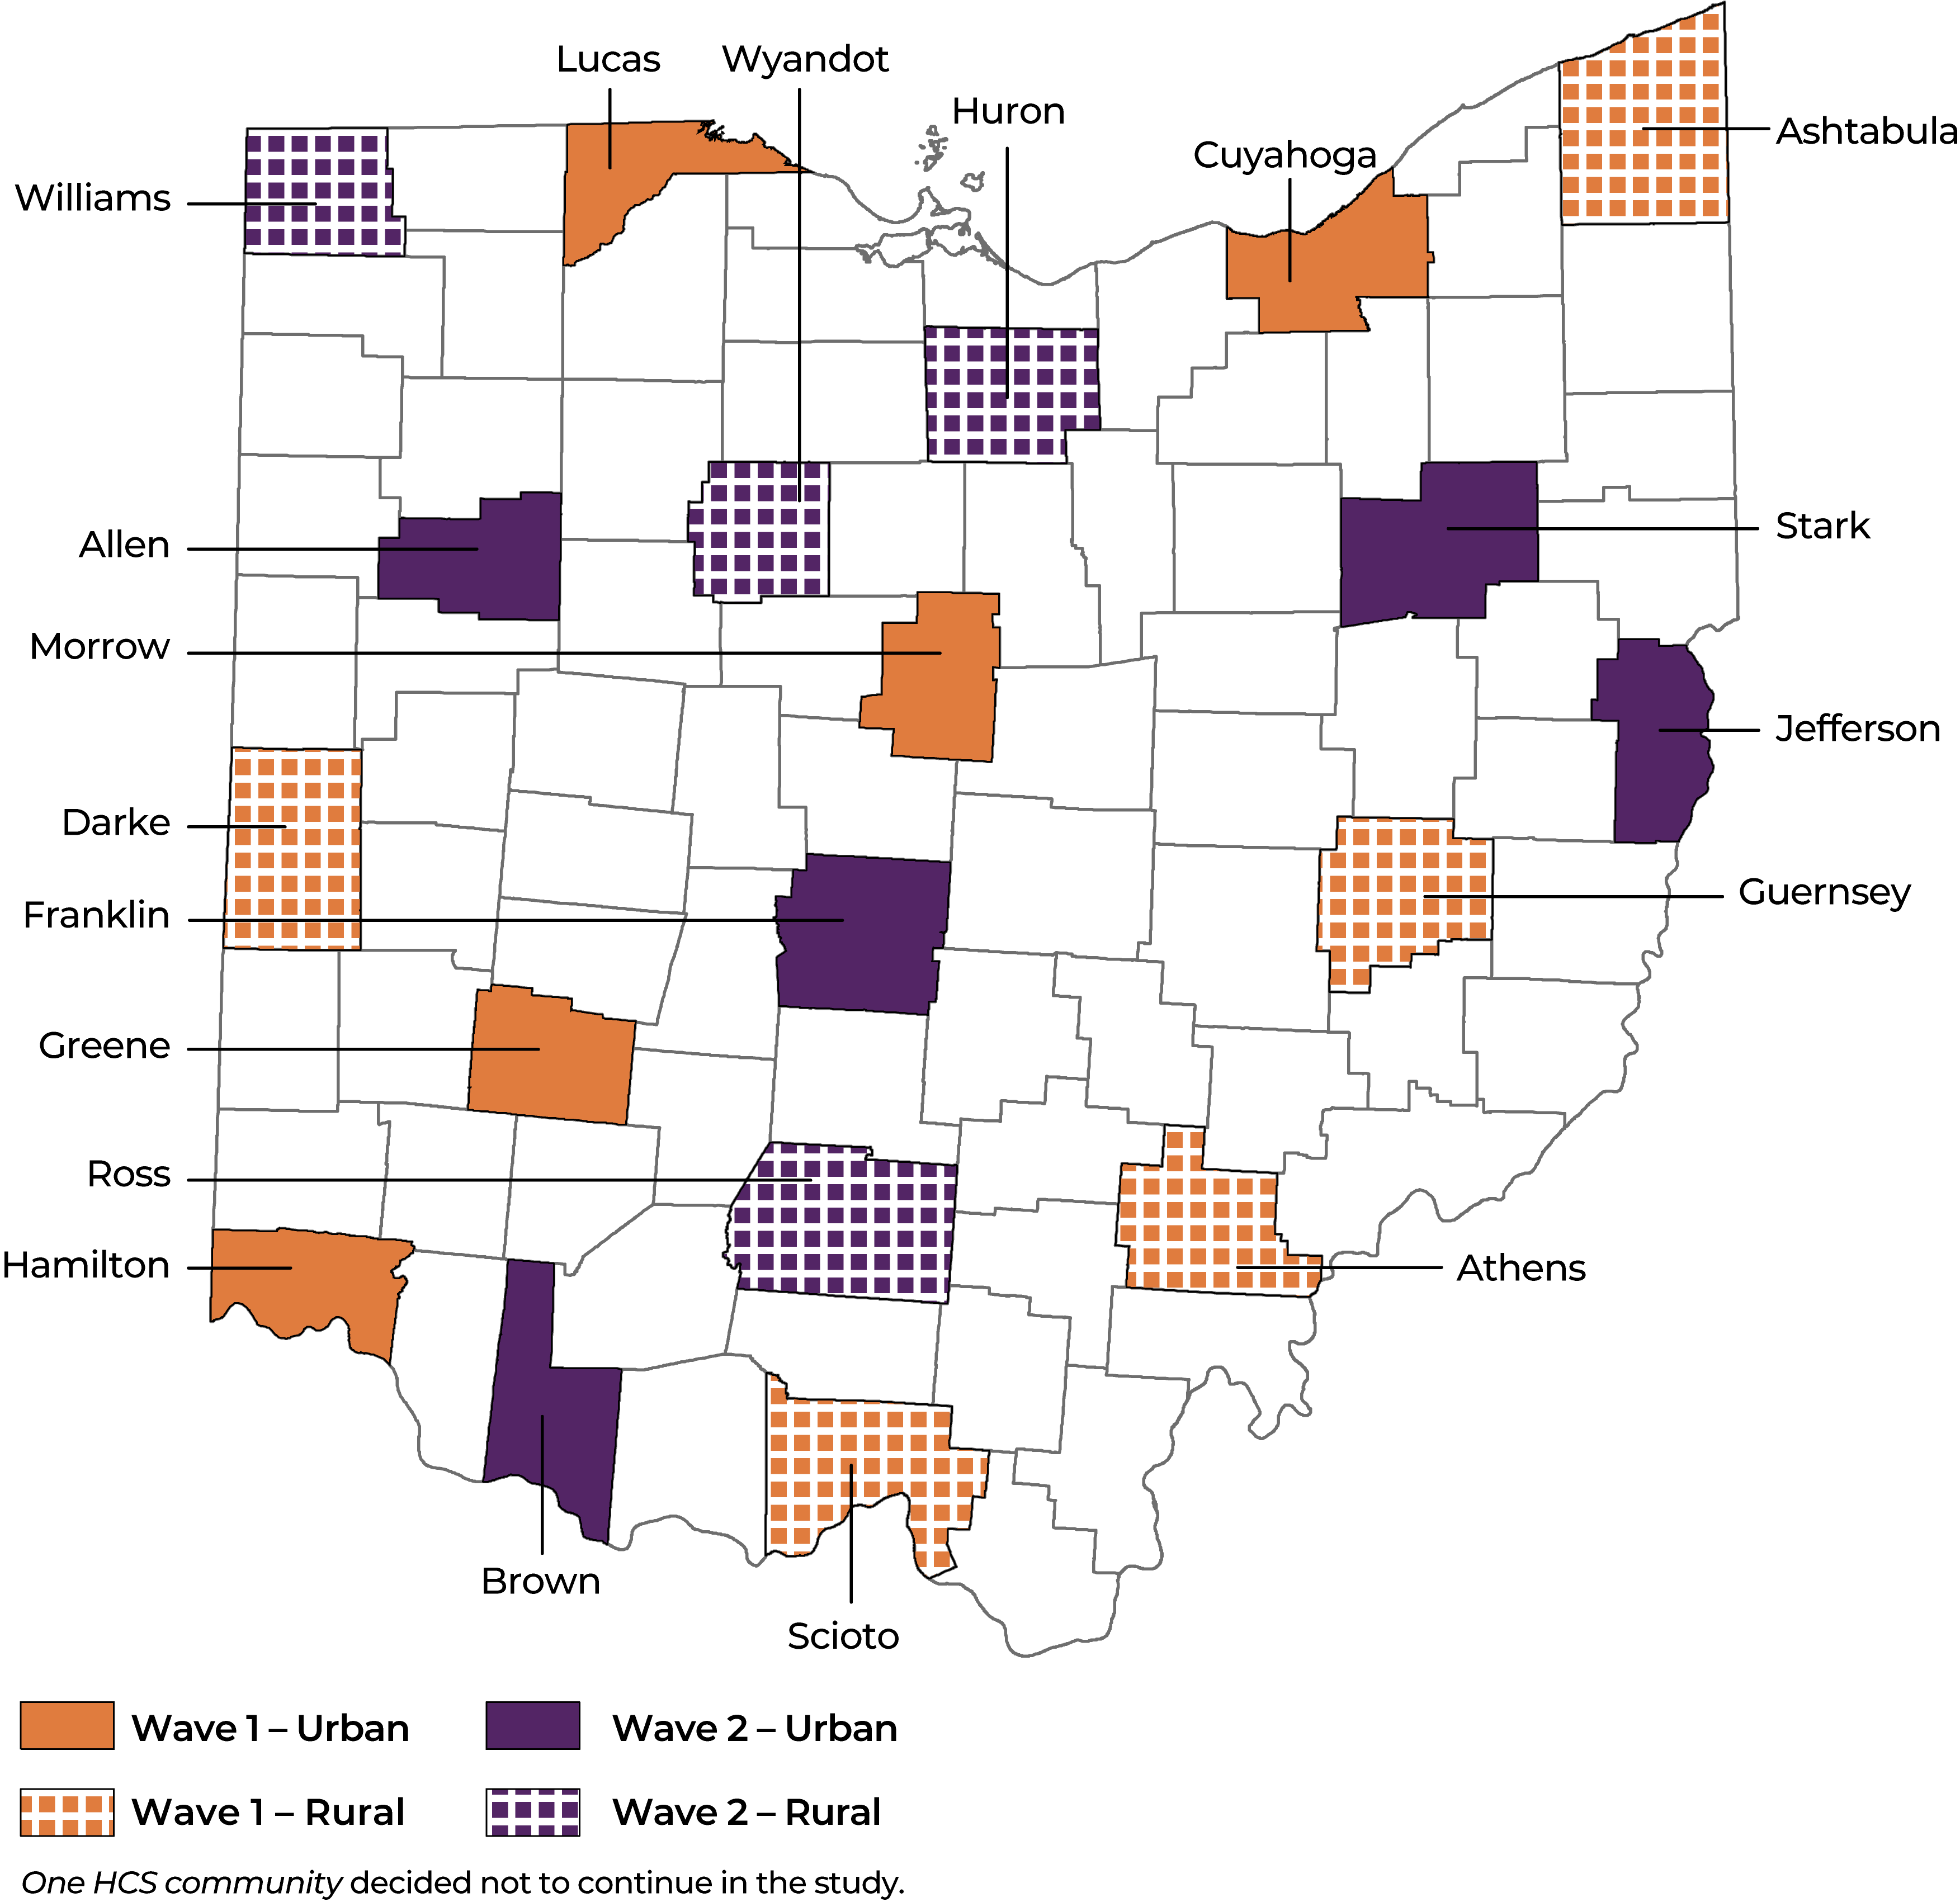 Lucas
Wyandot
Huron
Cuyahoga
Ashtabula
Williams
Allen
Stark
Morrow
Jefferson
Darke
Guernsey
Franklin
Greene
Ross
Hamilton
Athens
Brown
Scioto
Wave 1 – Urban
Wave 2 – Urban
Wave 1 – Rural
Wave 2 – Rural
One HCS community decided not to continue in the study.